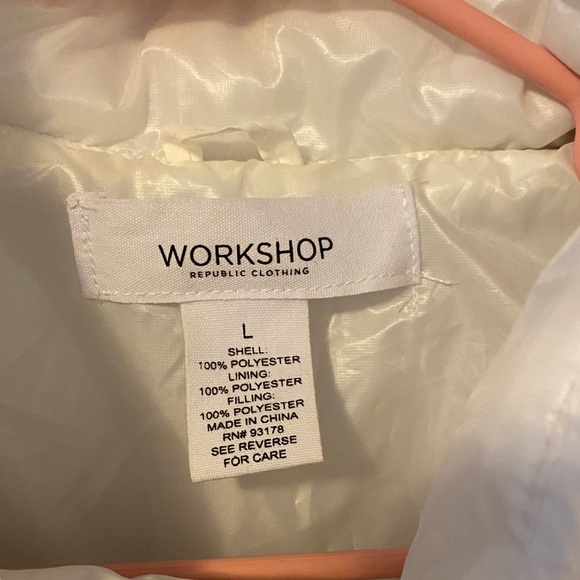 WORKSHOP
REPUBLIC CLOTHING
L
SHELL:
100% POLYESTER
LINING:
100% POLYESTER
FILLING:
100% POLYESTER
MADE IN CHINA
RN# 93178
SEE REVERSE
FOR CARE